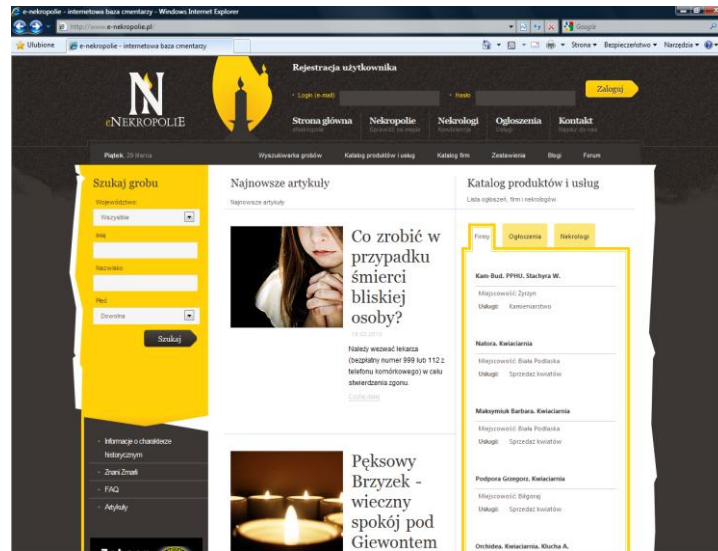 e-nekropolie - internetowa baza cmentarzy - Windows Internet Explorer
http://www.e-nekropolie.pl
Google
Ulubione
e-nekropolie - internetowa baza cmentarzy
Strona
Bezpieczeństwo
Narzędzia
N
eNEKROPOLIE
Rejestracja użytkownika
Login (e-mail)
Hasło
Zaloguj
Strona główna
Nekropolie
Nekrologi
Ogłoszenia
Kontakt
Piątek, 29 Marca
Wyszukiwarka grobów
Katalog produktów i usług
Katalog firm
Zestawienia
Blogi
Forum
Szukaj grobu
Województwo:
Wszystkie
Imię
Nazwisko
Płeć
Dowolna
Szukaj
Informacje o charakterze
historycznym
Znani Zmarli
FAQ
Artykuły
Najnowsze artykuły
Najnowsze artykuły
Co zrobić w
przypadku
śmierci
bliskiej
osoby?
Należy wezwać lekarza
(bezpłatny numer 999 lub 112 z
telefonu komórkowego) w celu
stwierdzenia zgonu.
Czytaj dalej
Pęksowy
Brzyzek -
wieczny
spokój pod
Giewontem
Katalog produktów i usług
Lista ogłoszeń, firm i nekrologów
Firmy
Ogłoszenia
Nekrologi
Kam-Bud. PPHU. Stachyra W.
Miejscowość: Żyrzyn
Usługi: Kamieniarstwo
Natora. Kwiaciarnia
Miejscowość: Biała Podlaska
Usługi: Sprzedaż kwiatów
Maksymiuk Barbara. Kwiaciarnia
Miejscowość: Biała Podlaska
Usługi: Sprzedaż kwiatów
Podpora Grzegorz. Kwiaciarnia
Miejscowość: Biłgoraj
Usługi: Sprzedaż kwiatów
Orchidea. Kwiaciarnia. Klucha A.